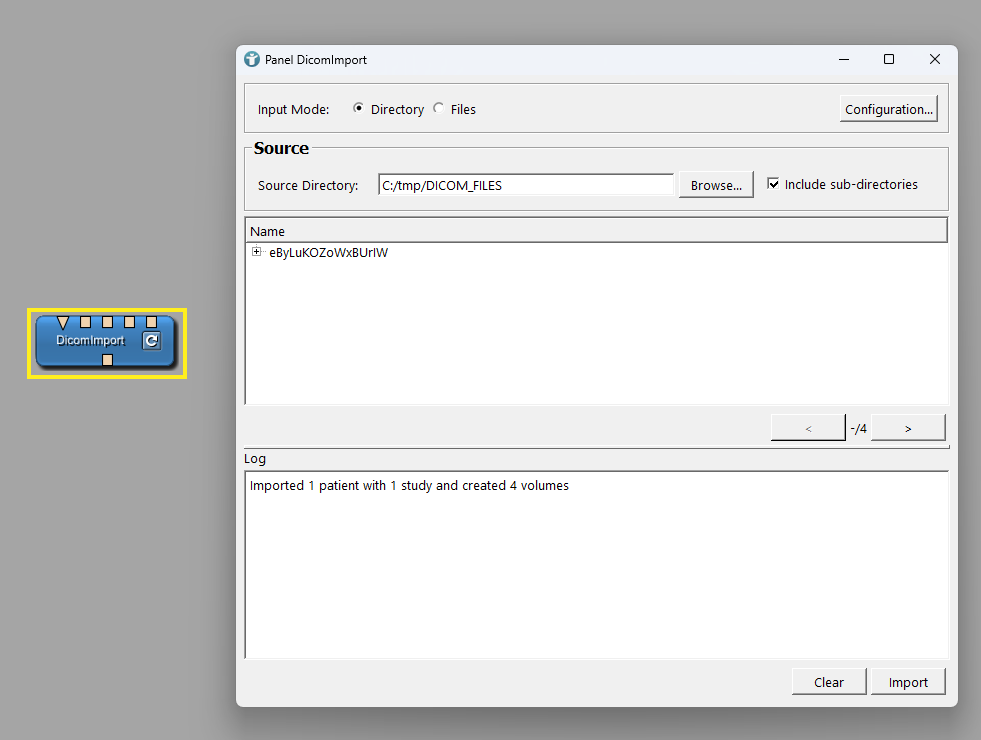 Panel DicomImport
Input Mode: Directory Files Configuration...
Source
Source Directory: C:/tmp/DICOM_FILES Browse... Include sub-directories
Name
eByLuKOZoWxBUrIW
DicomImport
< -/4 >
Log
Imported 1 patient with 1 study and created 4 volumes
Clear Import